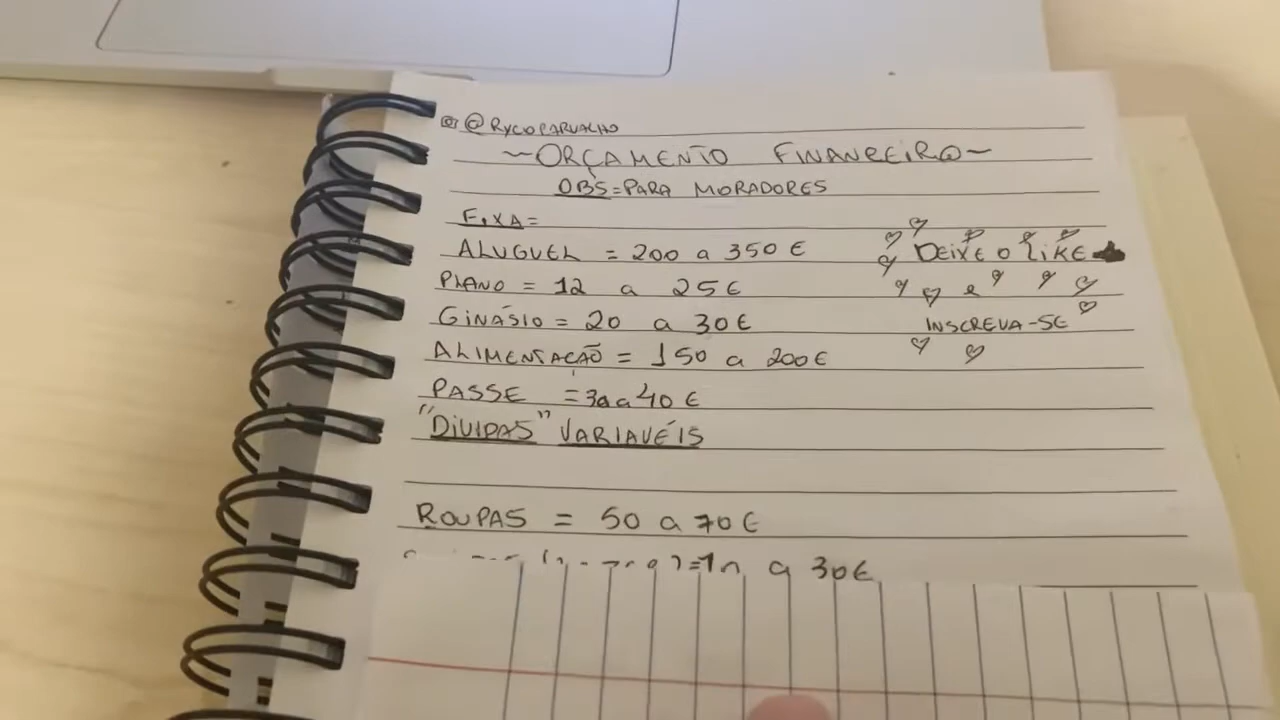 @RYCIOCARVALHO
~ORÇAMENTO FINANCEIRO~
OBS=PARA MORADORES
FIXA=
ALUGUEL = 200 a 350 €
DEIXE O LIKE
PLANO = 12 a 25€
e
GINÁSIO = 20 a 30€
INSCREVA-SE
ALIMENTAÇÃO = 150 a 200€
PASSE = 30 a 40 €
"DIVIDAS" VARIAVÉIS
ROUPAS = 50 a 70€
a 30€